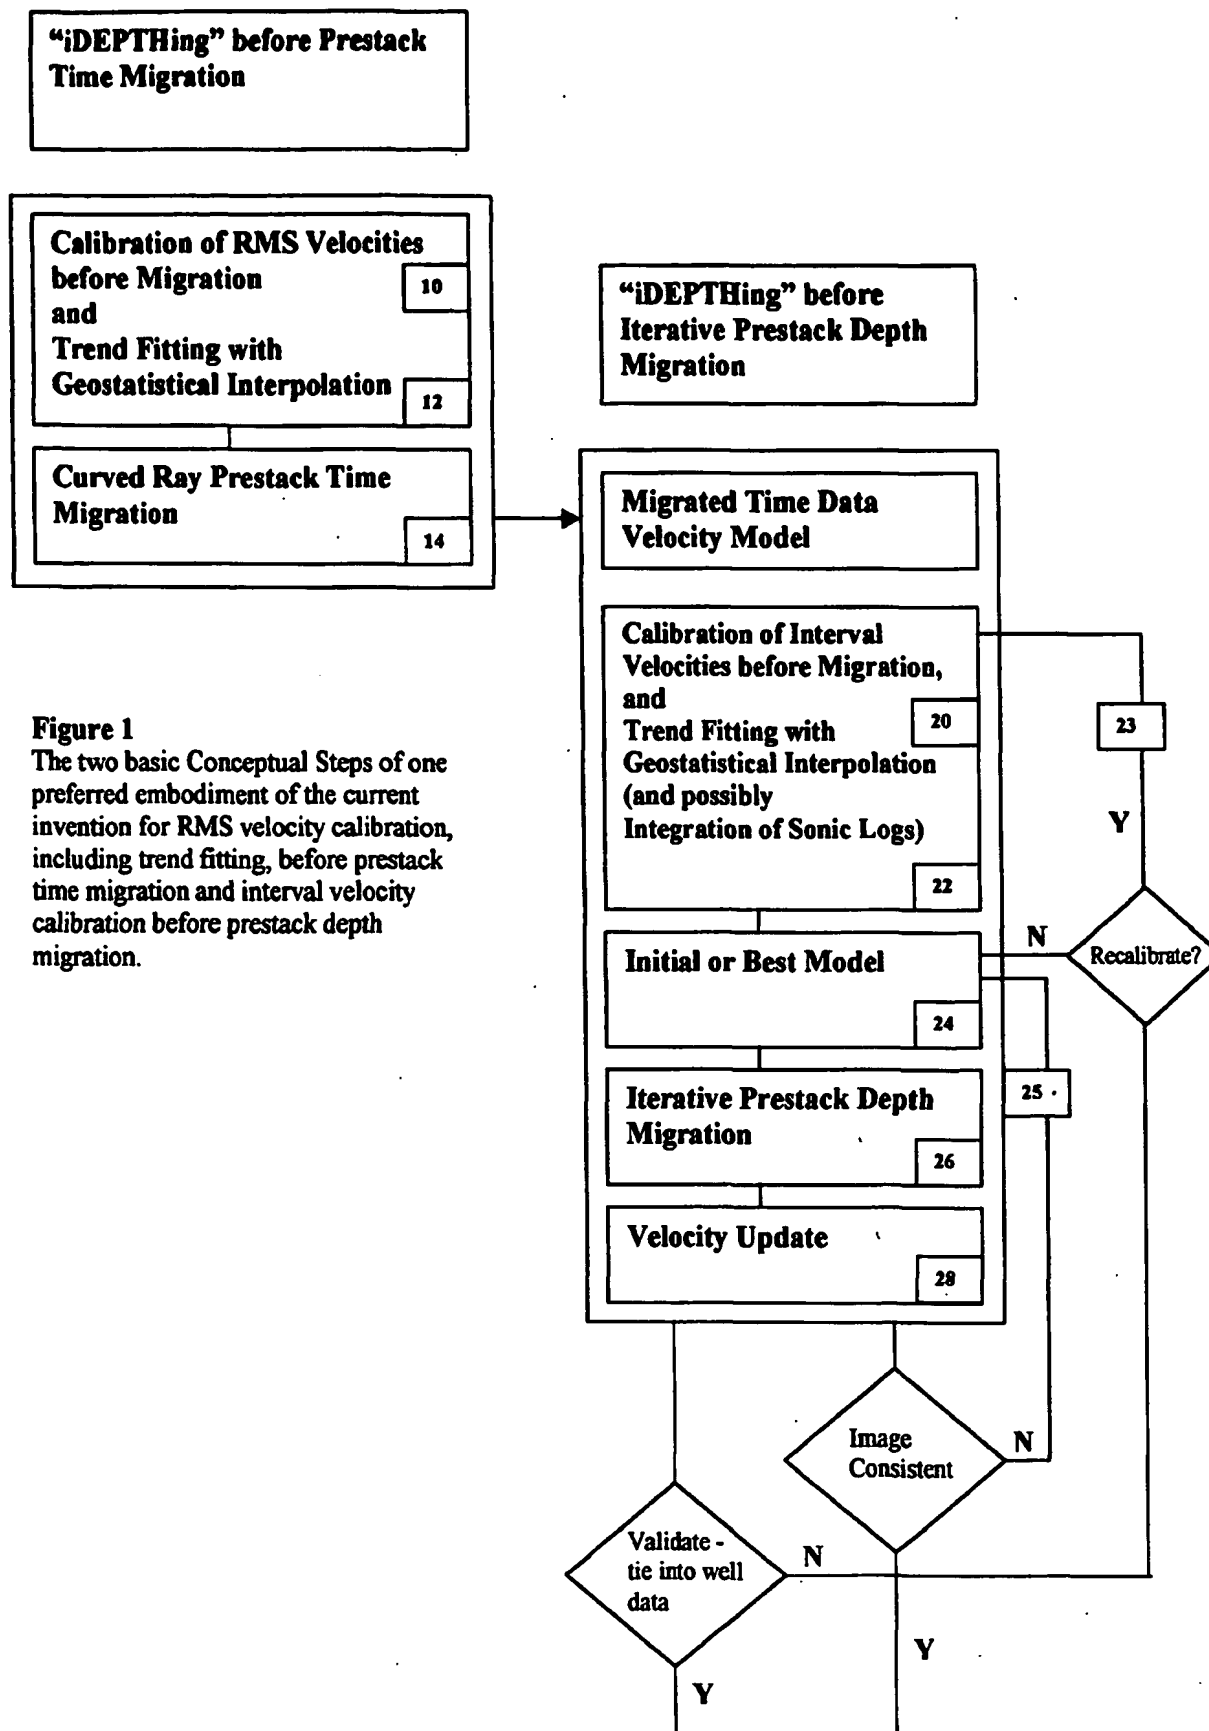 “iDEPTHing” before Prestack
Time Migration
Calibration of RMS Velocities
before Migration
10
and
Trend Fitting with
Geostatistical Interpolation
12
Curved Ray Prestack Time
Migration
14
“iDEPTHing” before
Iterative Prestack Depth
Migration
Migrated Time Data
Velocity Model
Calibration of Interval
Velocities before Migration,
and
20
Trend Fitting with
Geostatistical Interpolation
(and possibly
Integration of Sonic Logs)
22
23
Y
N
Recalibrate?
Initial or Best Model
24
25
Iterative Prestack Depth
Migration
26
Velocity Update
28
Figure 1
The two basic Conceptual Steps of one
preferred embodiment of the current
invention for RMS velocity calibration,
including trend fitting, before prestack
time migration and interval velocity
calibration before prestack depth
migration.
Image
Consistent
N
Validate -
tie into well
data
N
Y
Y